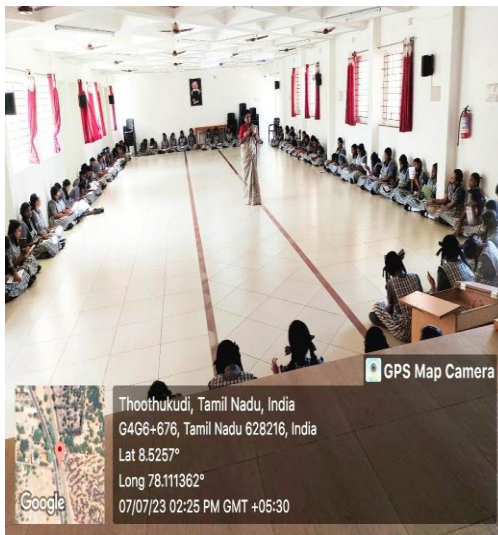 GPS Map Camera
Thoothukudi, Tamil Nadu, India
G4G6+676, Tamil Nadu 628216, India
Lat 8.5257°
Long 78.111362°
07/07/23 02:25 PM GMT +05:30
Google